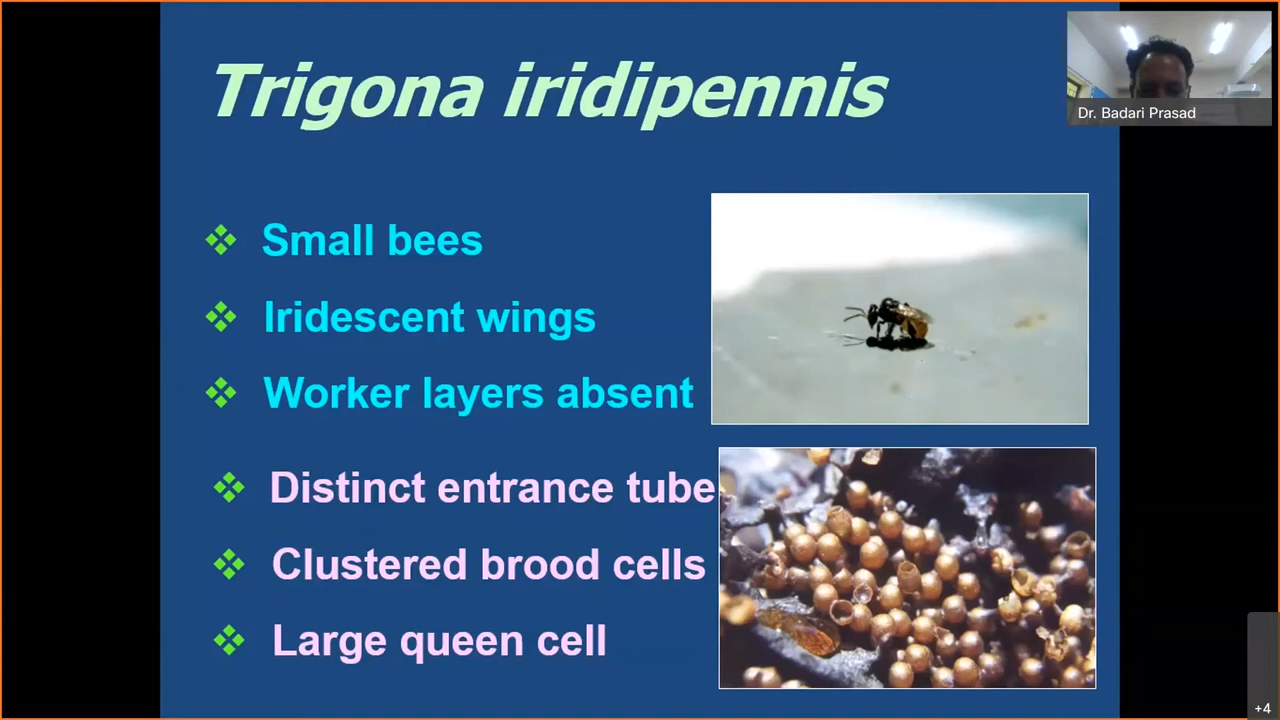 Trigona iridipennis
Dr. Badari Prasad
Small bees
Iridescent wings
Worker layers absent
Distinct entrance tube
Clustered brood cells
Large queen cell
+4